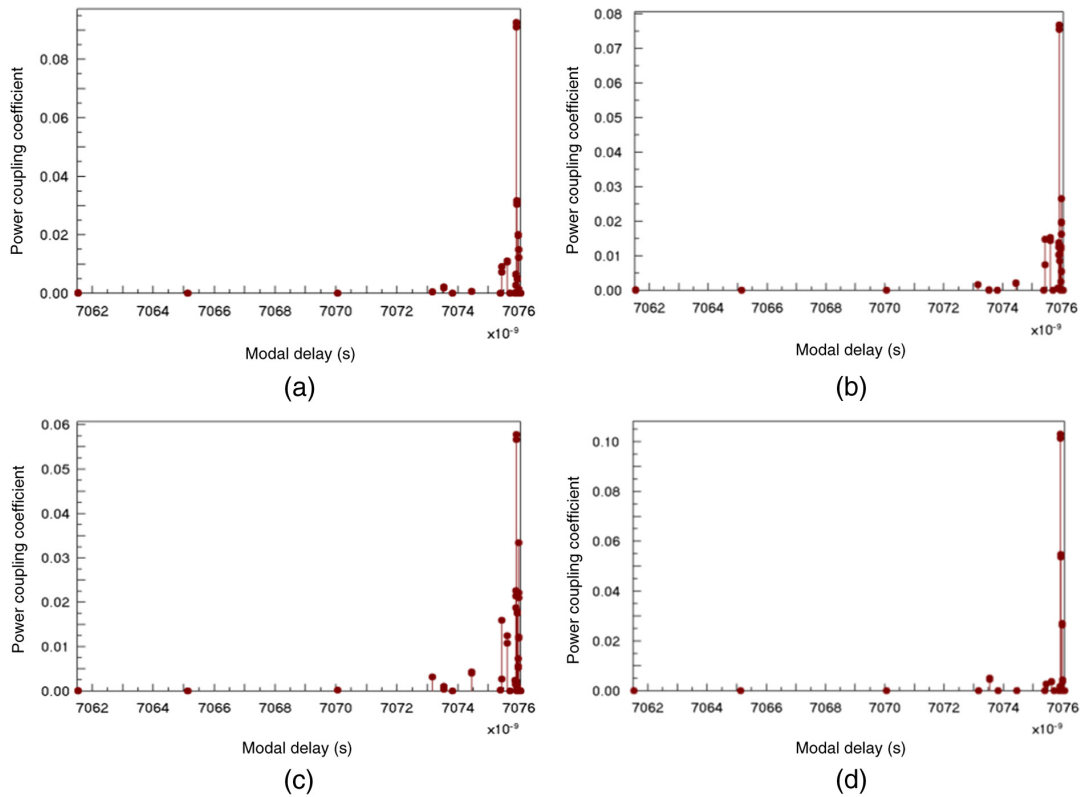 Power coupling coefficient
0.08
0.06
0.04
0.02
0.00
7062 7064 7066 7068 7070 7072 7074 7076
x10⁻⁹
Modal delay (s)
(a)
Power coupling coefficient
0.08
0.07
0.06
0.05
0.04
0.03
0.02
0.01
0.00
7062 7064 7066 7068 7070 7072 7074 7076
x10⁻⁹
Modal delay (s)
(b)
Power coupling coefficient
0.06
0.05
0.04
0.03
0.02
0.01
0.00
7062 7064 7066 7068 7070 7072 7074 7076
x10⁻⁹
Modal delay (s)
(c)
Power coupling coefficient
0.10
0.08
0.06
0.04
0.02
0.00
7062 7064 7066 7068 7070 7072 7074 7076
x10⁻⁹
Modal delay (s)
(d)